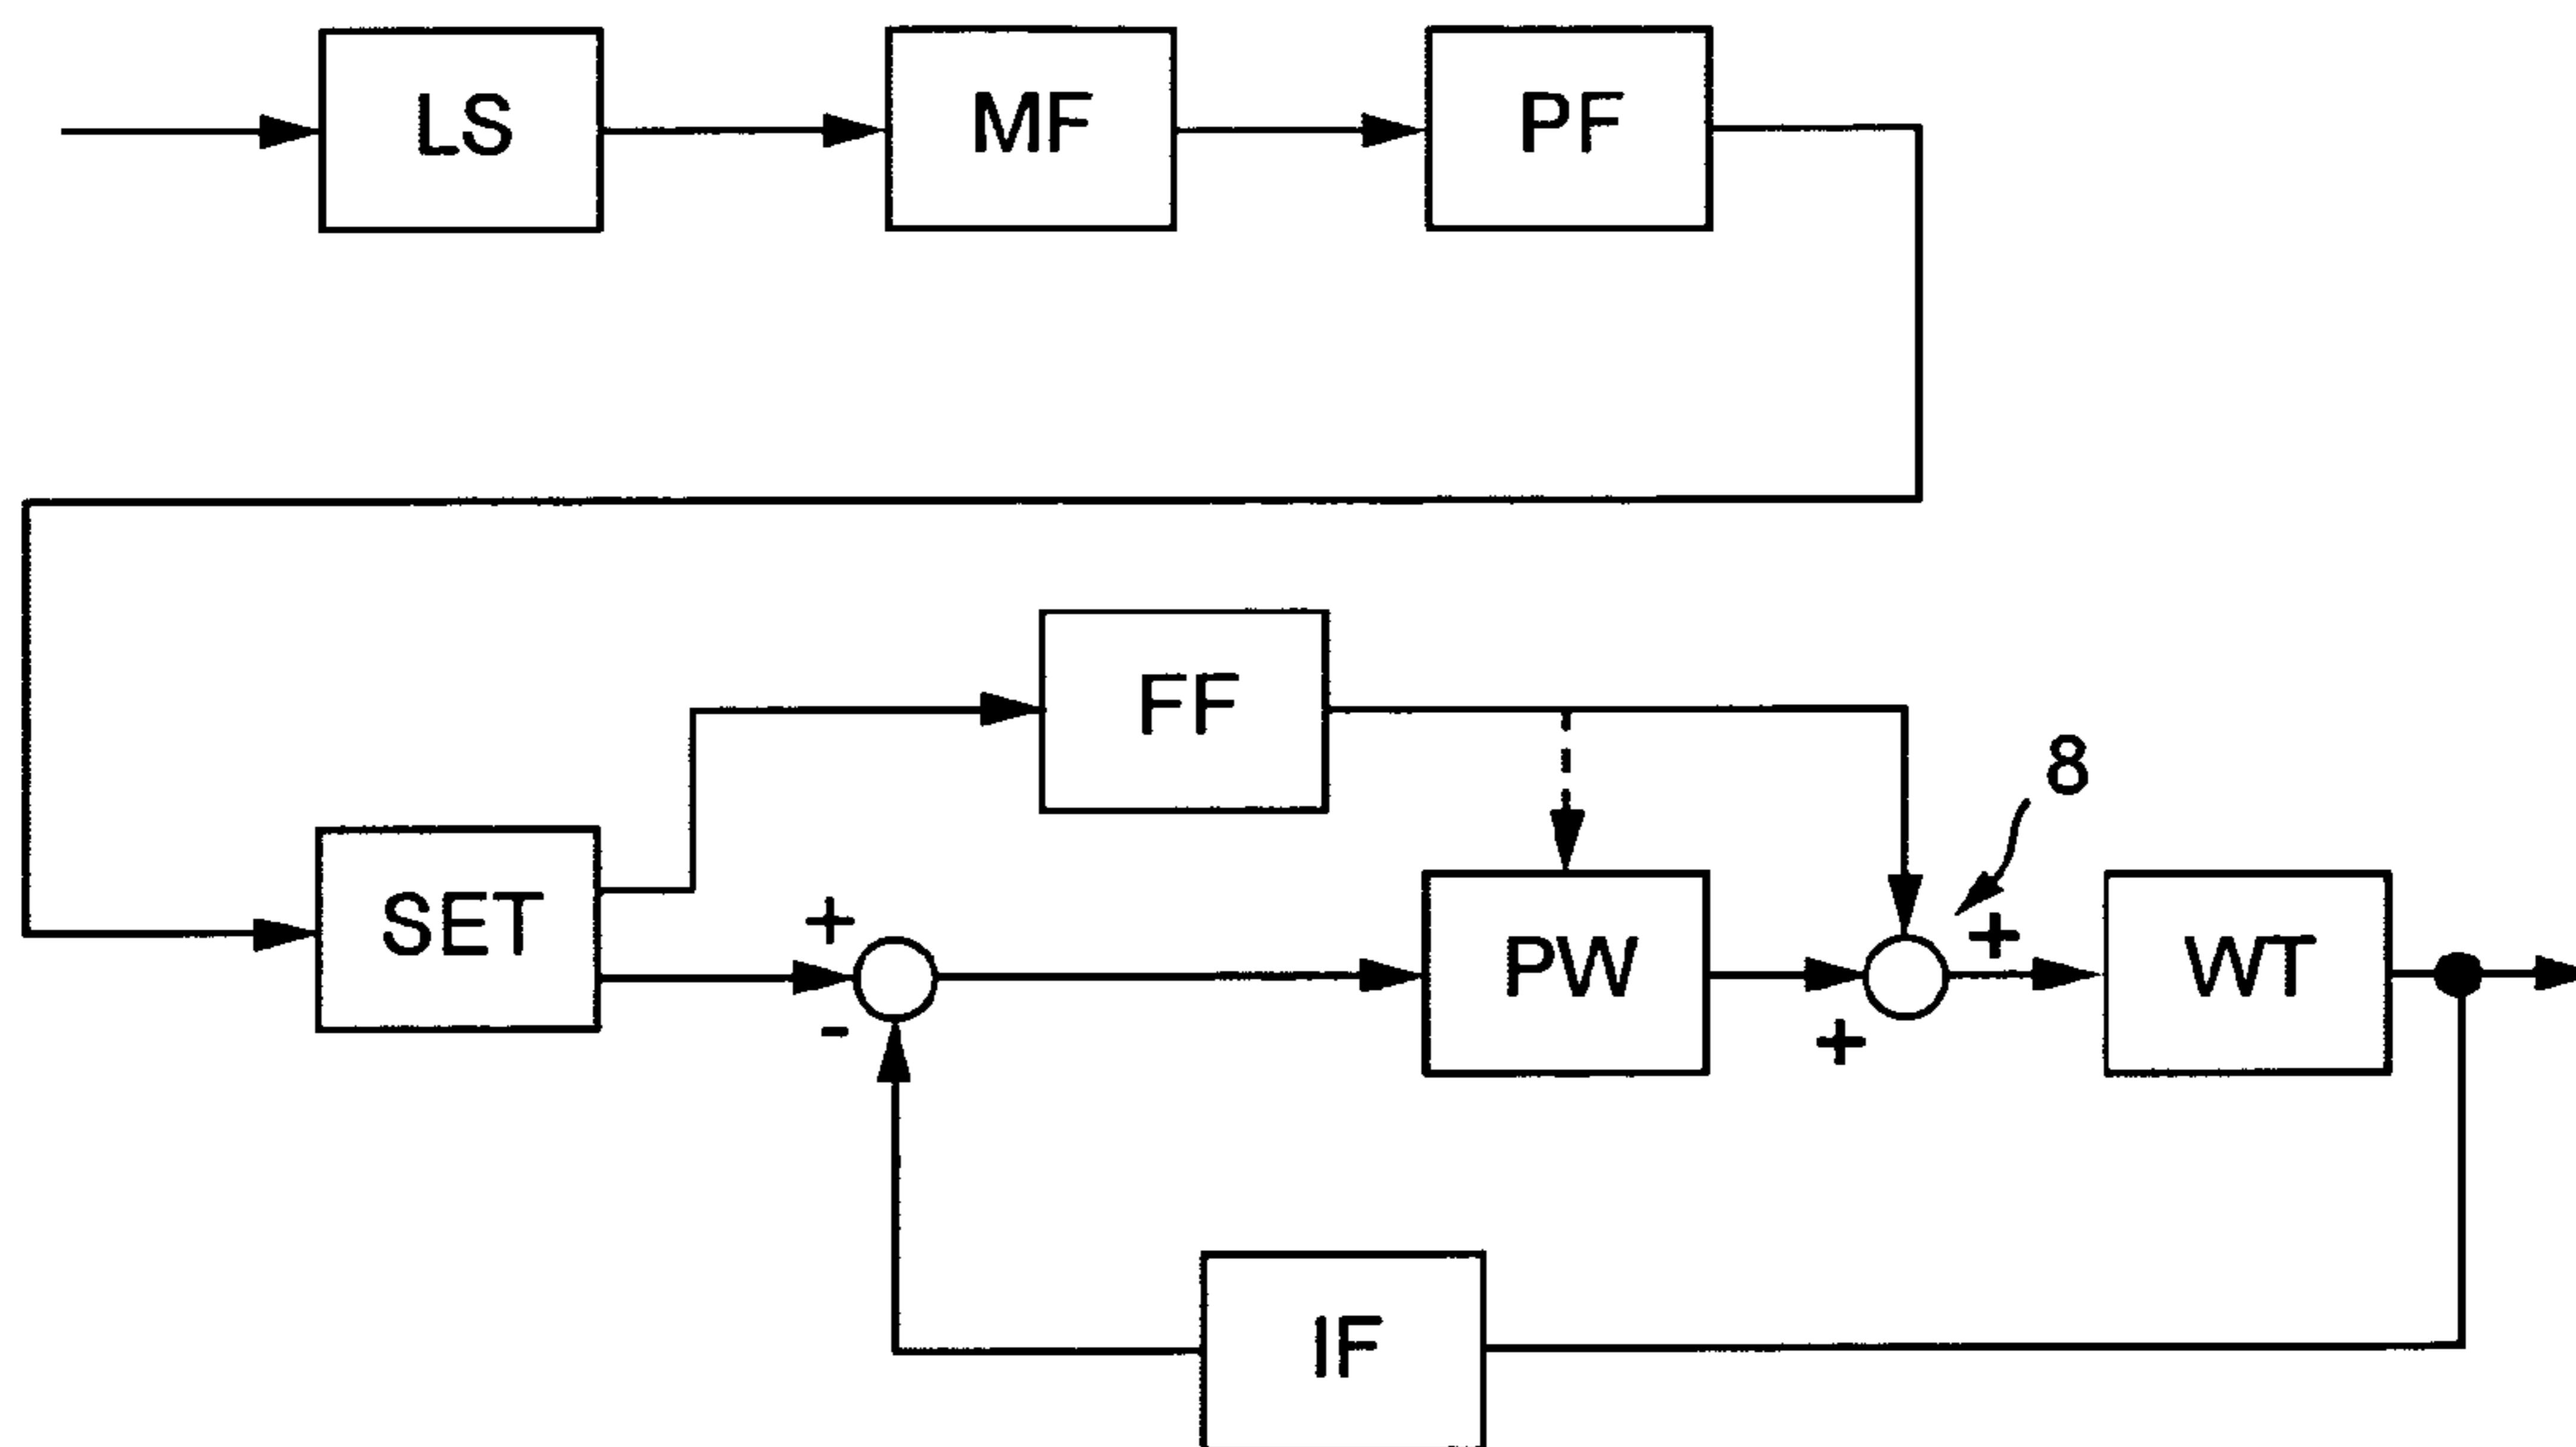 LS
MF
PF
FF
8
SET
+
-
PW
+
+
WT
IF